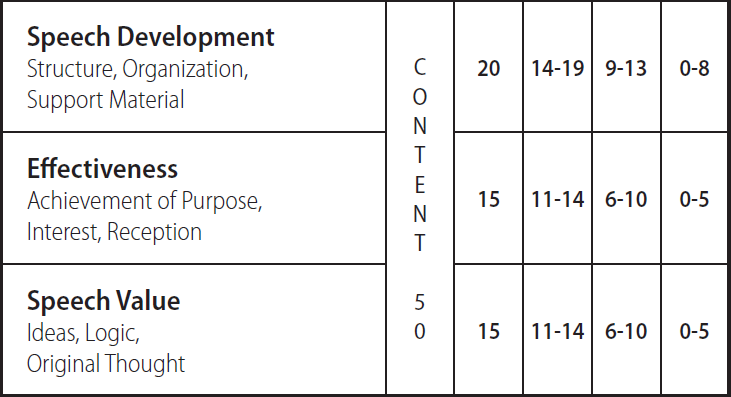 Speech Development
Structure, Organization,
Support Material
20 14-19 9-13 0-8
Effectiveness
Achievement of Purpose,
Interest, Reception
15 11-14 6-10 0-5
Speech Value
Ideas, Logic,
Original Thought
15 11-14 6-10 0-5
CONTENT 50